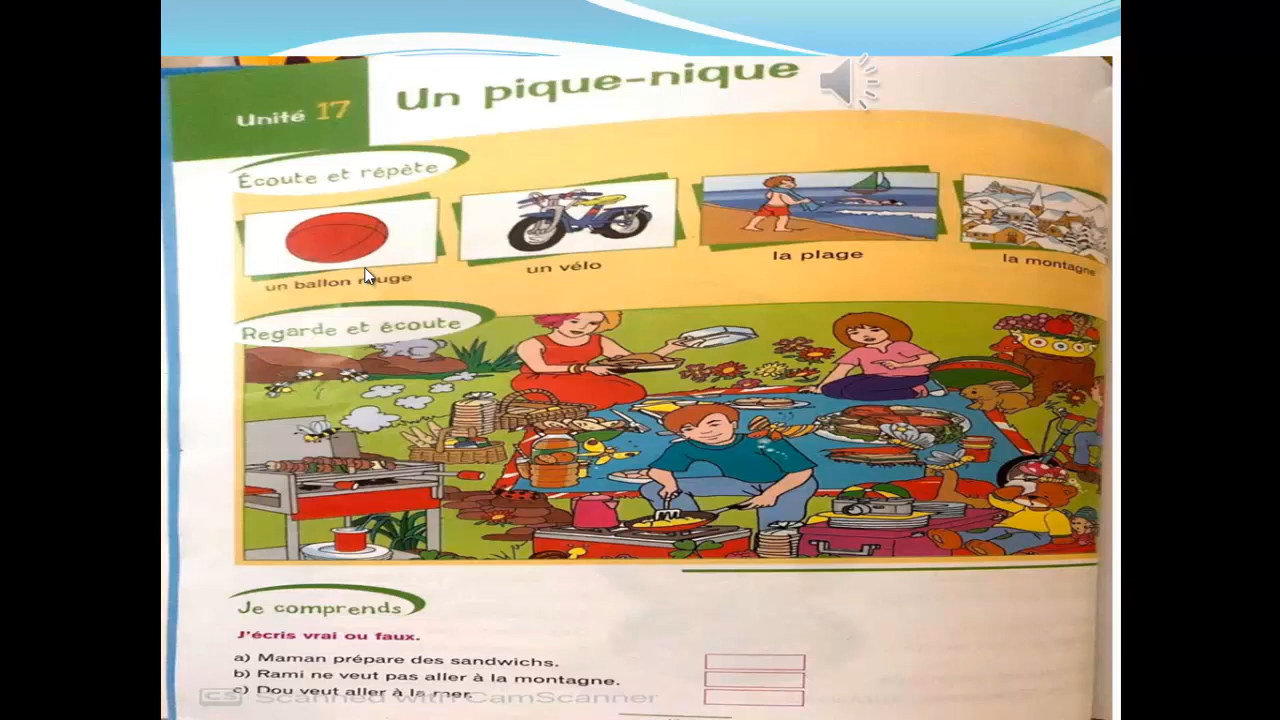 Unité 17
Un pique-nique
Écoute et répète
un ballon rouge
un vélo
la plage
la montagne
Regarde et écoute
Je comprends
J'écris vrai ou faux.
a) Maman prépare des sandwichs.
b) Rami ne veut pas aller à la montagne.
c) Dou veut aller à la mer.
CS Scanned with CamScanner